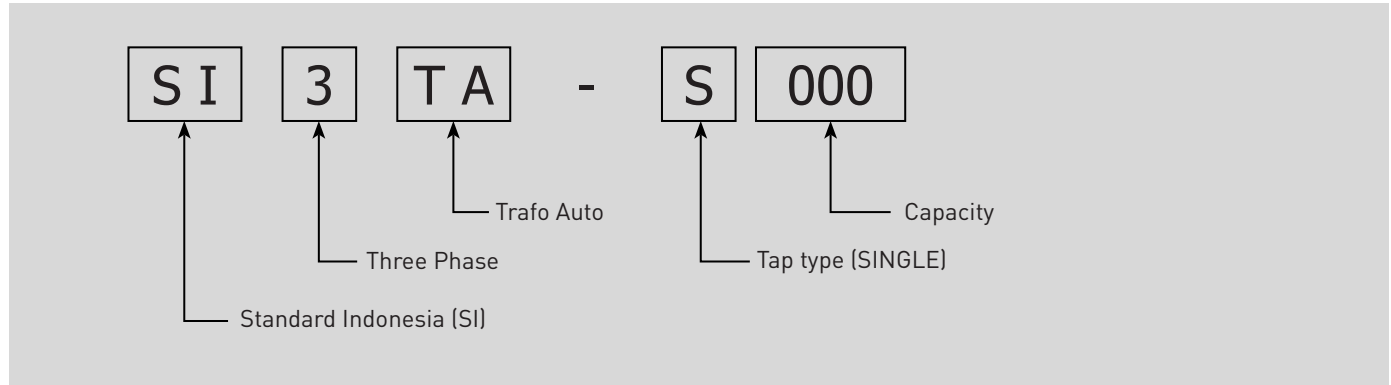 SI 3 TA - S 000
Trafo Auto Capacity
Three Phase Tap type (SINGLE)
Standard Indonesia (SI)